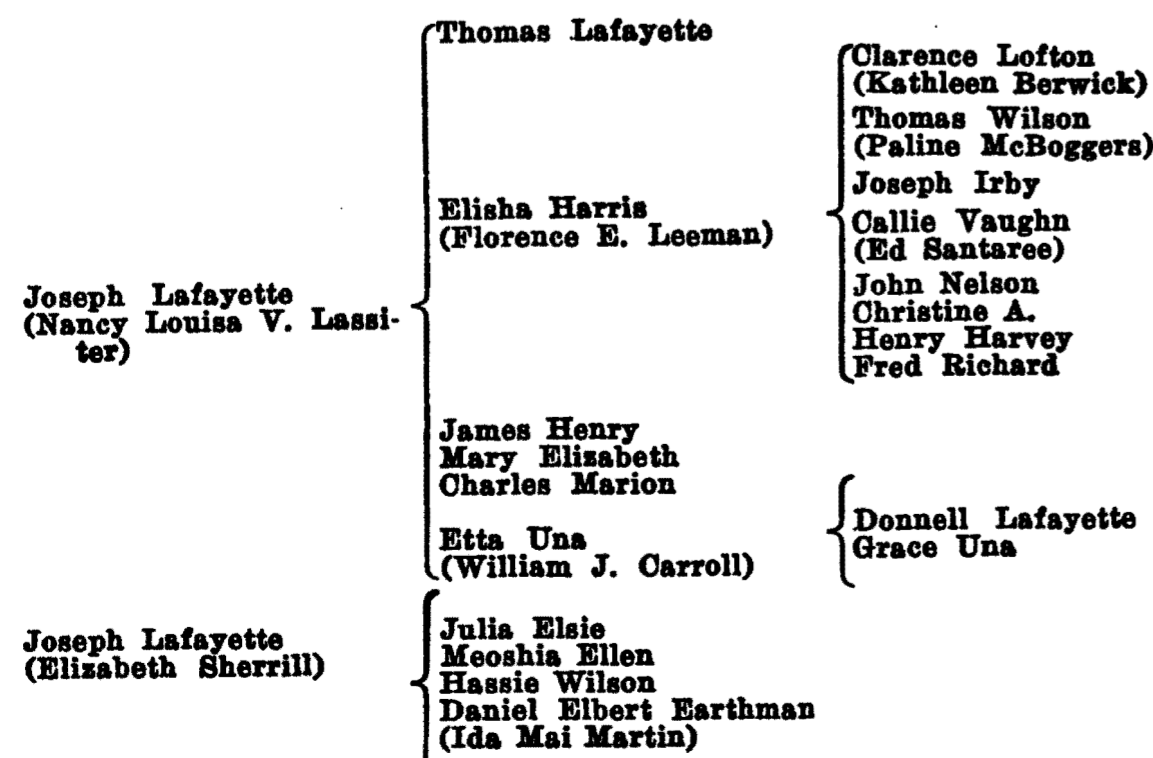 Thomas Lafayette
Clarence Lofton
(Kathleen Berwick)
Thomas Wilson
(Paline McBoggers)
Joseph Irby
Elisha Harris
(Florence E. Leeman)
Callie Vaughn
(Ed Santaree)
John Nelson
Christine A.
Henry Harvey
Fred Richard
Joseph Lafayette
(Nancy Louisa V. Lassi-
ter)
James Henry
Mary Elizabeth
Charles Marion
Etta Una
(William J. Carroll)
Donnell Lafayette
Grace Una
Joseph Lafayette
(Elizabeth Sherrill)
Julia Elsie
Meoshia Ellen
Hassie Wilson
Daniel Elbert Earthman
(Ida Mai Martin)